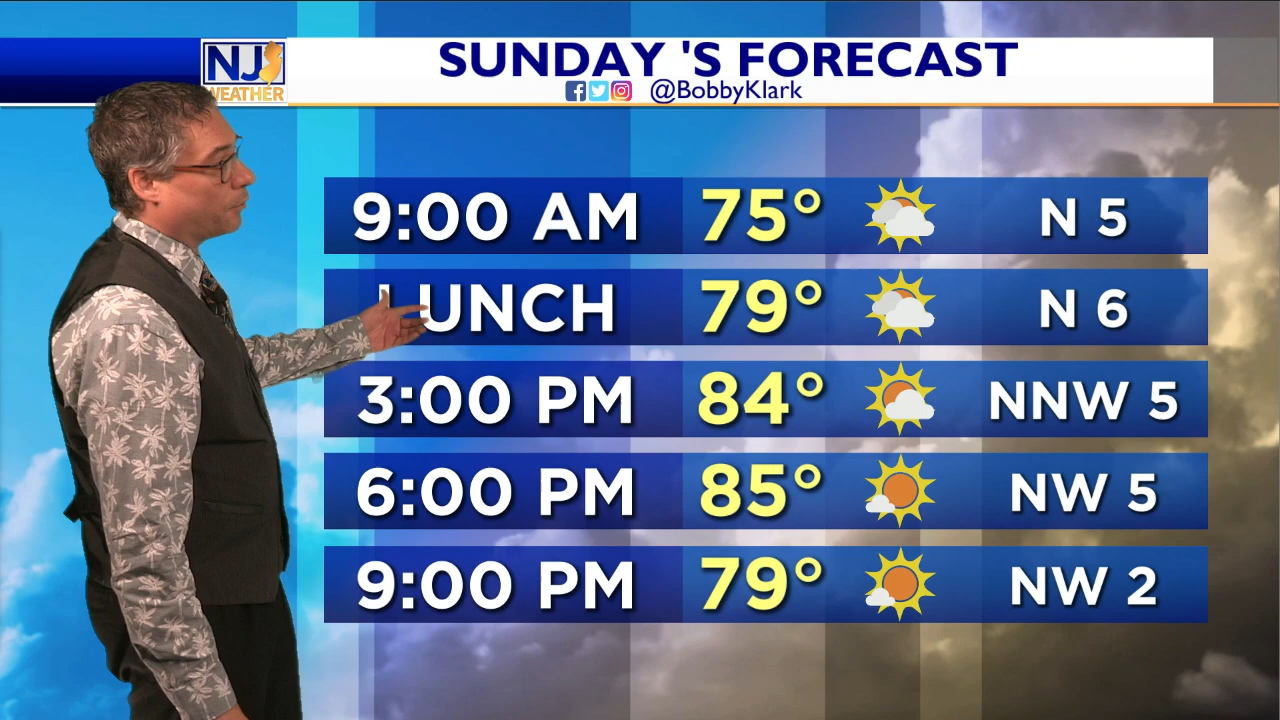 NJ
WEATHER
SUNDAY 'S FORECAST
@BobbyKlark
9:00 AM 75° N 5
LUNCH 79° N 6
3:00 PM 84° NNW 5
6:00 PM 85° NW 5
9:00 PM 79° NW 2